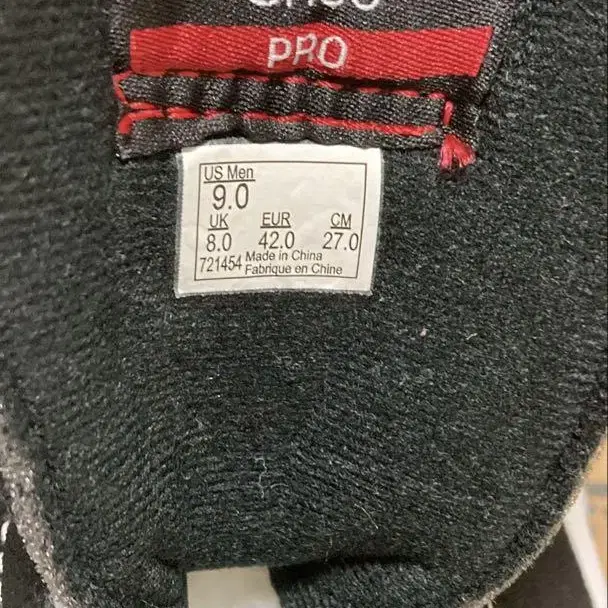 PRO
US Men
9.0
UK EUR CM
8.0 42.0 27.0
721454 Made in China
Fabrique en Chine